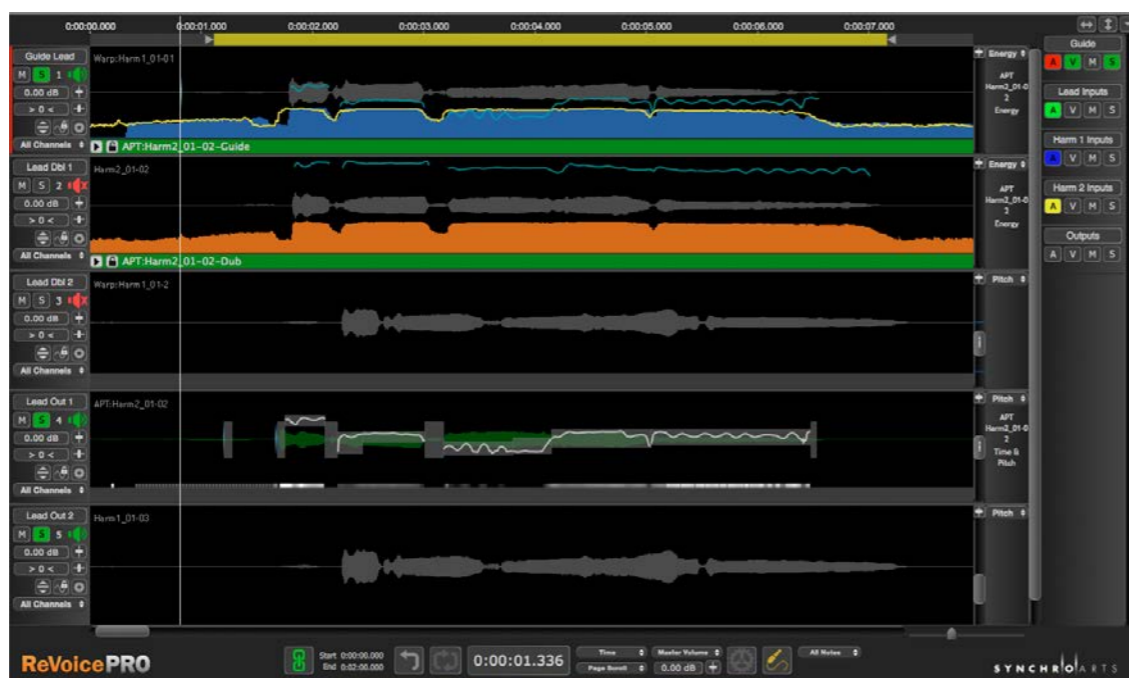 0:00:00.000 0:00:01.000 0:00:02.000 0:00:03.000 0:00:04.000 0:00:05.000 0:00:06.000 0:00:07.000
Guide Lead
Warp:Harm1_01-01
M S 1
0.00 dB
> 0 <
All Channels
APT:Harm2_01-02-Guide
Energy
APT
Harm2_01-0
2
Energy
Lead Dbl 1
Harm2_01-02
M S 2
0.00 dB
> 0 <
All Channels
APT:Harm2_01-02-Dub
Energy
APT
Harm2_01-0
2
Energy
Lead Dbl 2
Warp:Harm1_01-2
M S 3
0.00 dB
> 0 <
All Channels
Pitch
Lead Out 1
APT:Harm2_01-02
M S 4
0.00 dB
> 0 <
All Channels
Pitch
APT
Harm2_01-0
2
Time &
Pitch
Lead Out 2
Harm1_01-03
M S 5
0.00 dB
> 0 <
All Channels
Pitch
Guide
A V M S
Lead Inputs
A V M S
Harm 1 Inputs
A V M S
Harm 2 Inputs
A V M S
Outputs
A V M S
ReVoicePRO
Start 0:00:00.000
End 0:02:00.000
0:00:01.336
Time
Page Scroll
Master Volume
0.00 dB
All Notes
SYNCHROARTS